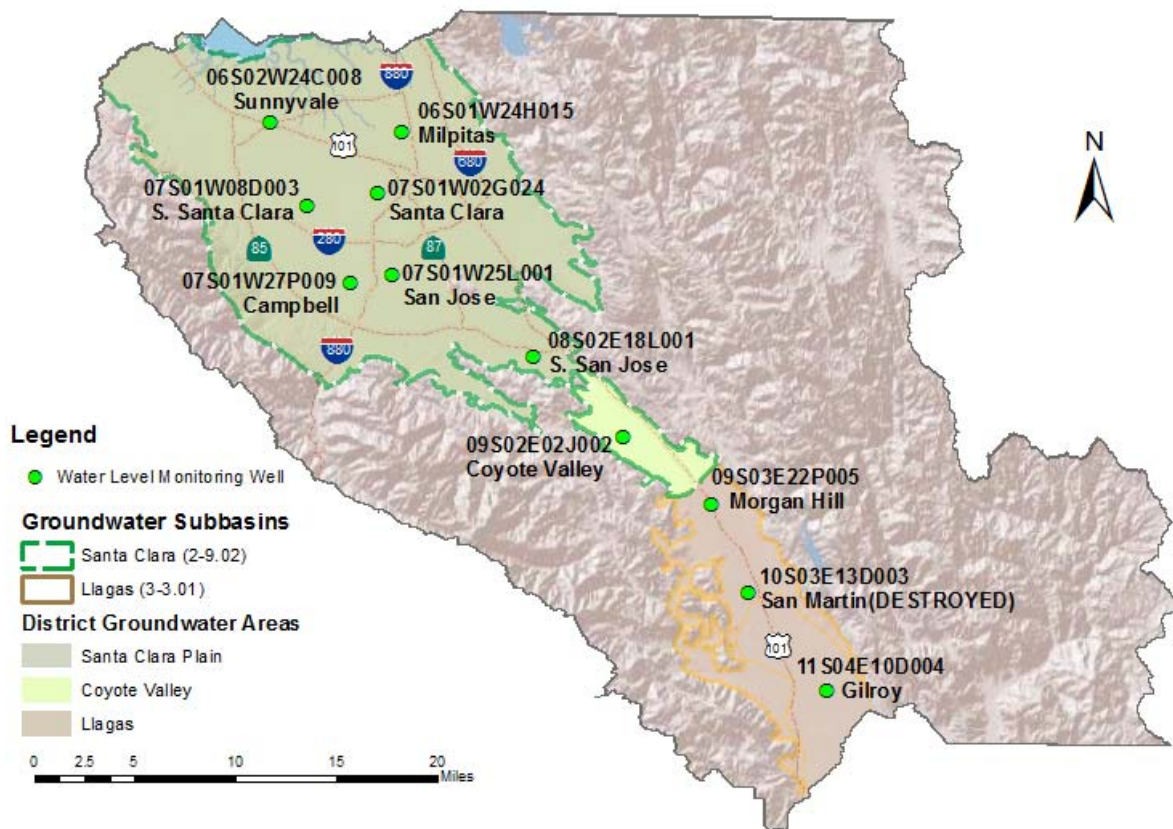 880
06S02W24C008
Sunnyvale
06S01W24H015
Milpitas
101
680
N
07S01W08D003
S. Santa Clara
07S01W02G024
Santa Clara
280
85
87
07S01W27P009
Campbell
07S01W25L001
San Jose
880
08S02E18L001
S. San Jose
09S02E02J002
Coyote Valley
09S03E22P005
Morgan Hill
10S03E13D003
San Martin(DESTROYED)
101
11S04E10D004
Gilroy
Legend
Water Level Monitoring Well
Groundwater Subbasins
Santa Clara (2-9.02)
Llagas (3-3.01)
District Groundwater Areas
Santa Clara Plain
Coyote Valley
Llagas
0 2.5 5 10 15 20
Miles